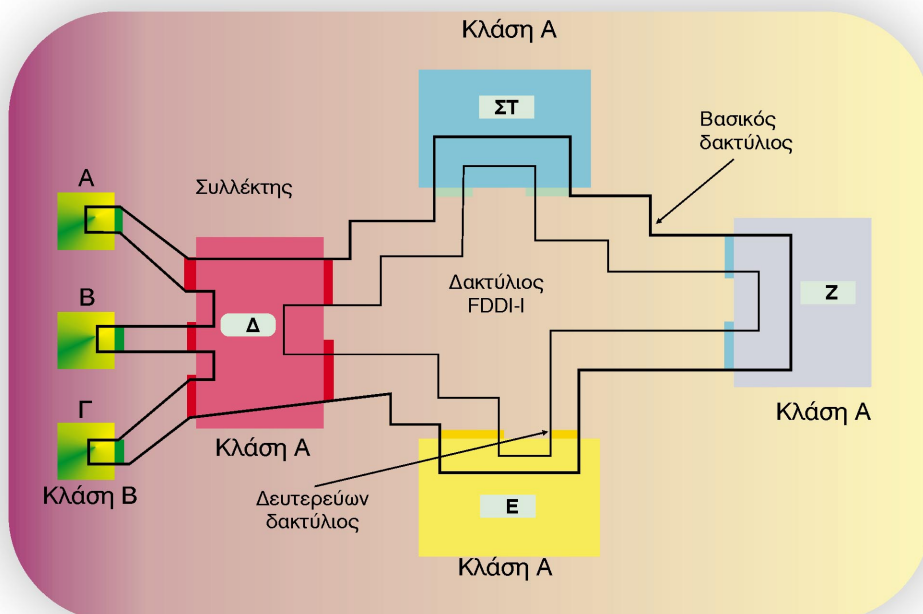 Κλάση Α
ΣΤ
Βασικός
δακτύλιος
Α
Συλλέκτης
Β
Δ
Δακτύλιος
FDDI-I
Ζ
Γ
Κλάση Α
Κλάση Α
Κλάση Β
Δευτερεύων
δακτύλιος
Ε
Κλάση Α